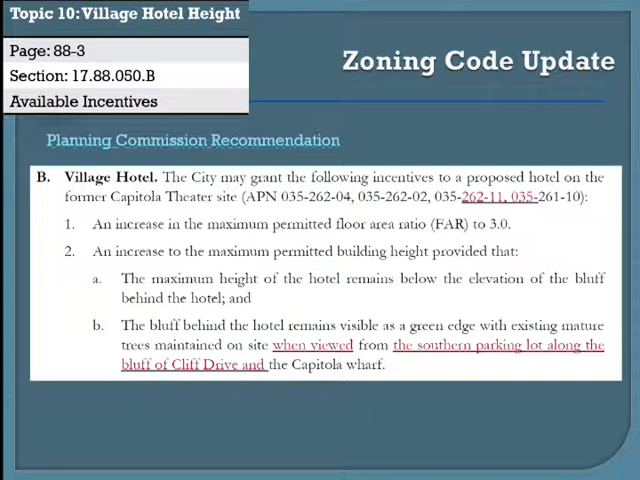 Topic 10: Village Hotel Height
Page: 88-3
Section: 17.88.050.B
Available Incentives
Zoning Code Update
Planning Commission Recommendation
B. Village Hotel. The City may grant the following incentives to a proposed hotel on the
former Capitola Theater site (APN 035-262-04, 035-262-02, 035-262-11, 035-261-10):
1. An increase in the maximum permitted floor area ratio (FAR) to 3.0.
2. An increase to the maximum permitted building height provided that:
a. The maximum height of the hotel remains below the elevation of the bluff
behind the hotel; and
b. The bluff behind the hotel remains visible as a green edge with existing mature
trees maintained on site when viewed from the southern parking lot along the
bluff of Cliff Drive and the Capitola wharf.